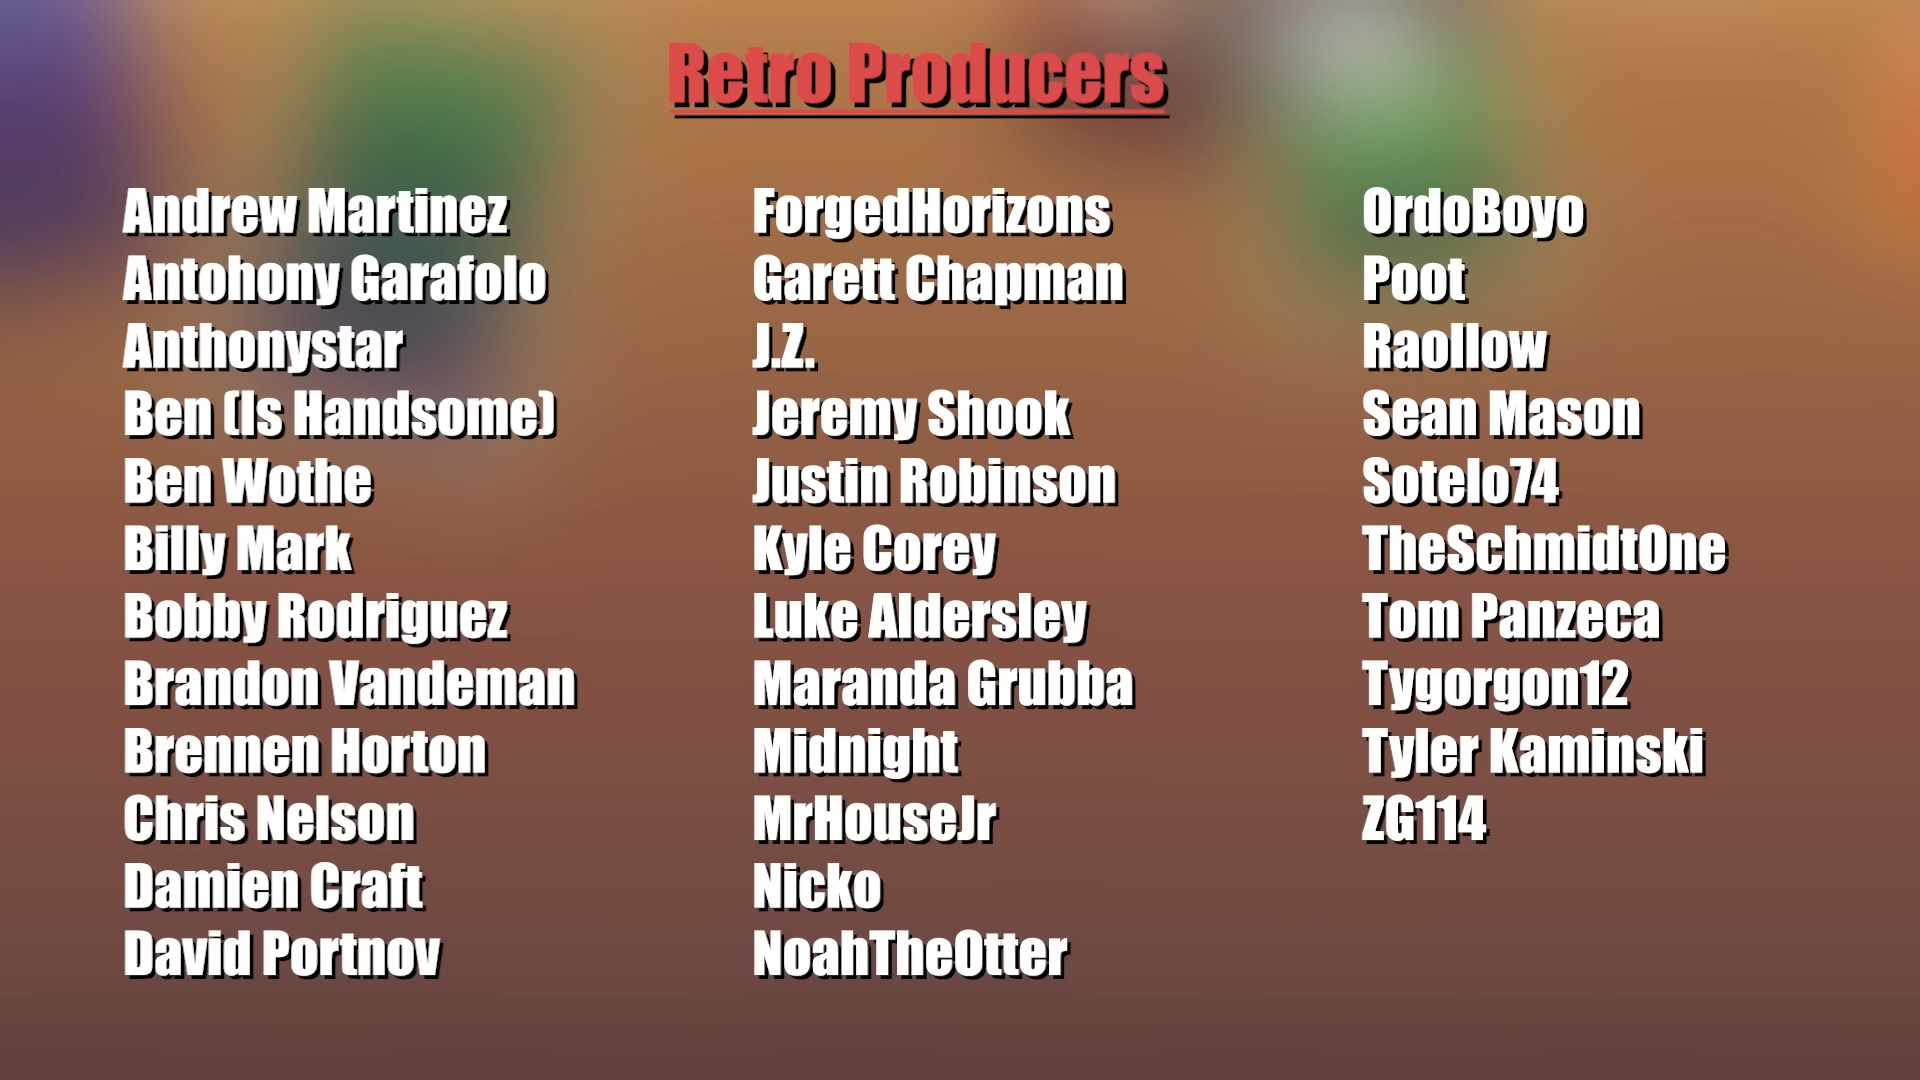 Retro Producers
Andrew Martinez
Antohony Garafolo
Anthonystar
Ben (Is Handsome)
Ben Wothe
Billy Mark
Bobby Rodriguez
Brandon Vandeman
Brennen Horton
Chris Nelson
Damien Craft
David Portnov
ForgedHorizons
Garett Chapman
J.Z.
Jeremy Shook
Justin Robinson
Kyle Corey
Luke Aldersley
Maranda Grubba
Midnight
MrHouseJr
Nicko
NoahTheOtter
OrdoBoyo
Poot
Raollow
Sean Mason
Sotelo74
TheSchmidtOne
Tom Panzeca
Tygorgon12
Tyler Kaminski
ZG114